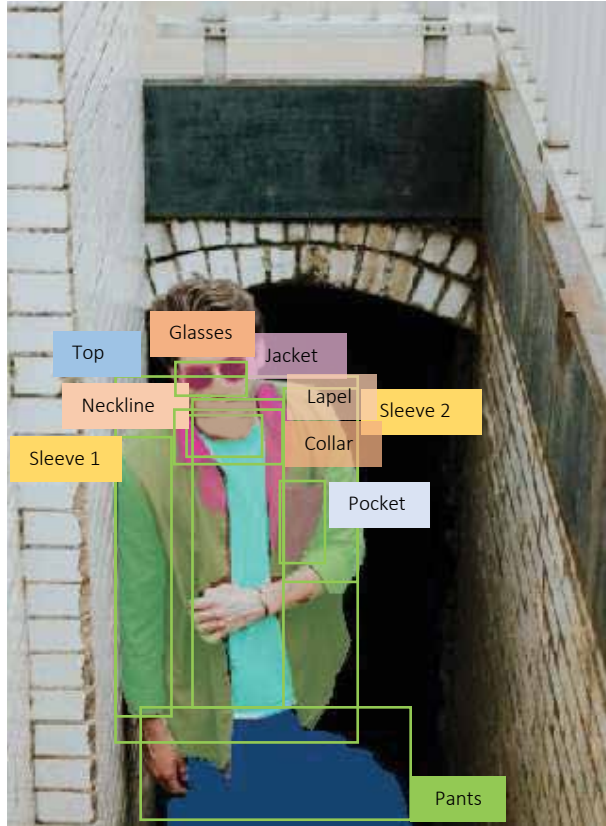 Glasses
Top
Jacket
Neckline
Lapel
Sleeve 2
Collar
Sleeve 1
Pocket
Pants